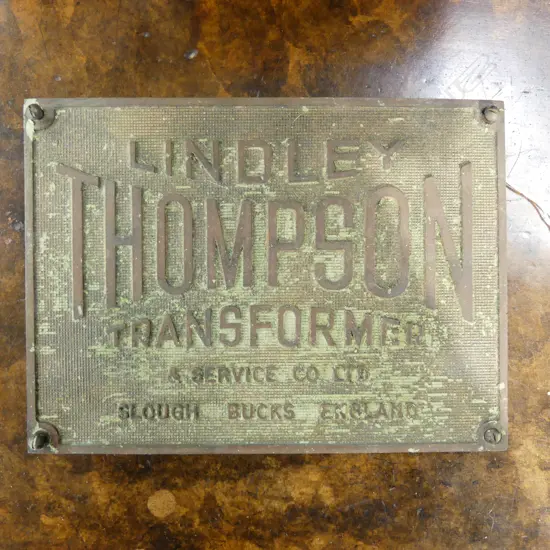 LINDLEY
THOMPSON
TRANSFORMER
& SERVICE CO LTD
SLOUGH BUCKS ENGLAND